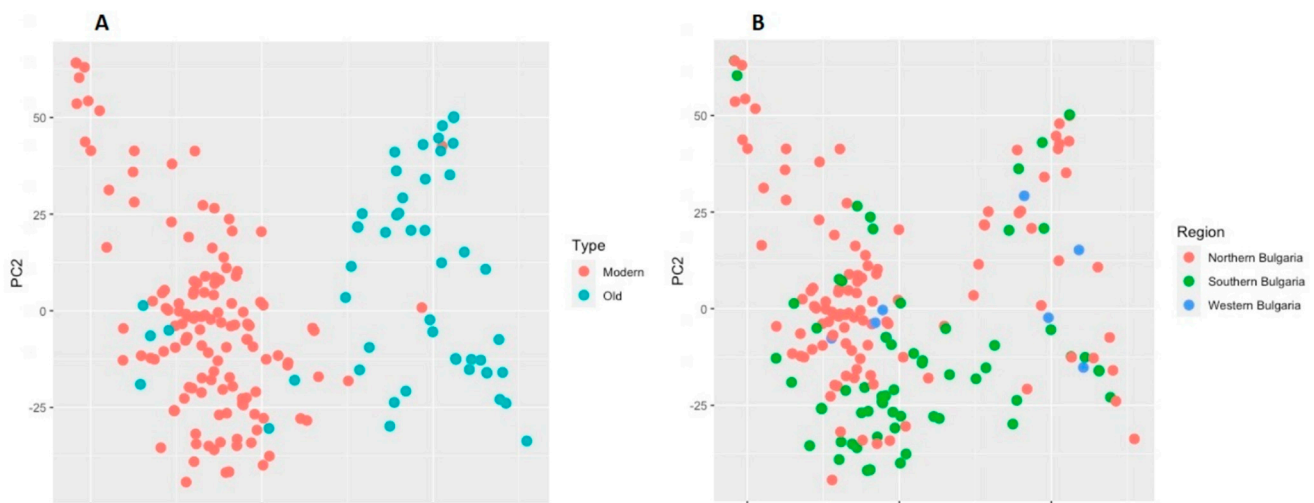 A
B
50
25
0
-25
PC2
Type
Modern
Old
50
25
0
-25
PC2
Region
Northern Bulgaria
Southern Bulgaria
Western Bulgaria